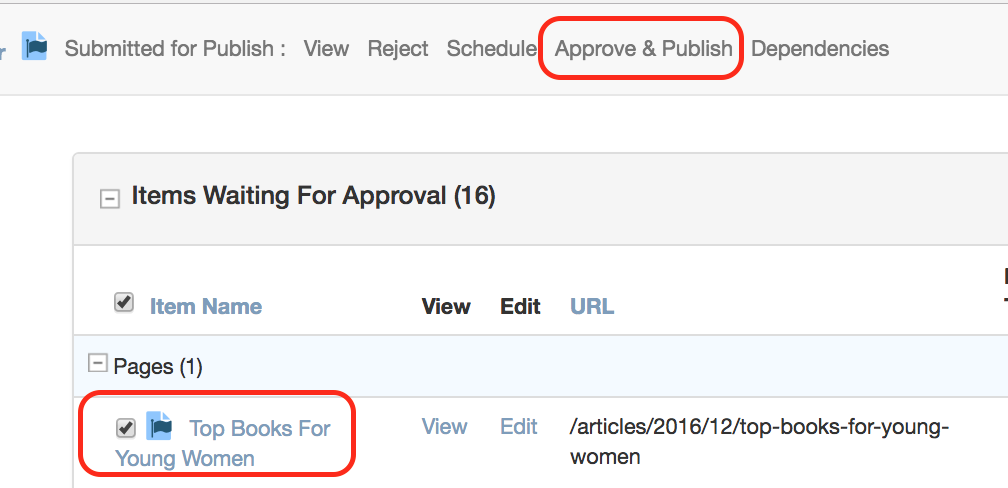 Submitted for Publish : View Reject Schedule Approve & Publish Dependencies
Items Waiting For Approval (16)
Item Name View Edit URL
Pages (1)
Top Books For View Edit /articles/2016/12/top-books-for-young-
Young Women women